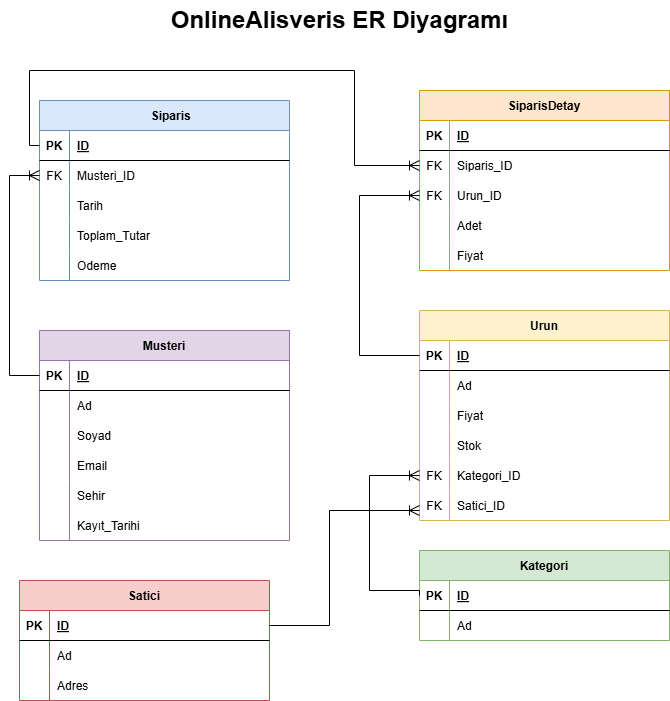 OnlineAlisveris ER Diyagramı
Siparis
PK ID
FK Musteri_ID
Tarih
Toplam_Tutar
Odeme
SiparisDetay
PK ID
FK Siparis_ID
FK Urun_ID
Adet
Fiyat
Musteri
PK ID
Ad
Soyad
Email
Sehir
Kayıt_Tarihi
Urun
PK ID
Ad
Fiyat
Stok
FK Kategori_ID
FK Satici_ID
Satici
PK ID
Ad
Adres
Kategori
PK ID
Ad